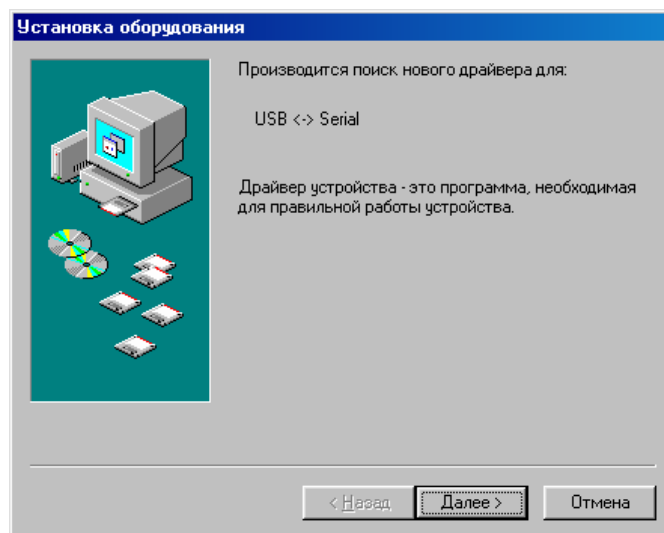 Установка оборудования
Производится поиск нового драйвера для:
USB <-> Serial
Драйвер устройства - это программа, необходимая
для правильной работы устройства.
< Назад
Далее >
Отмена